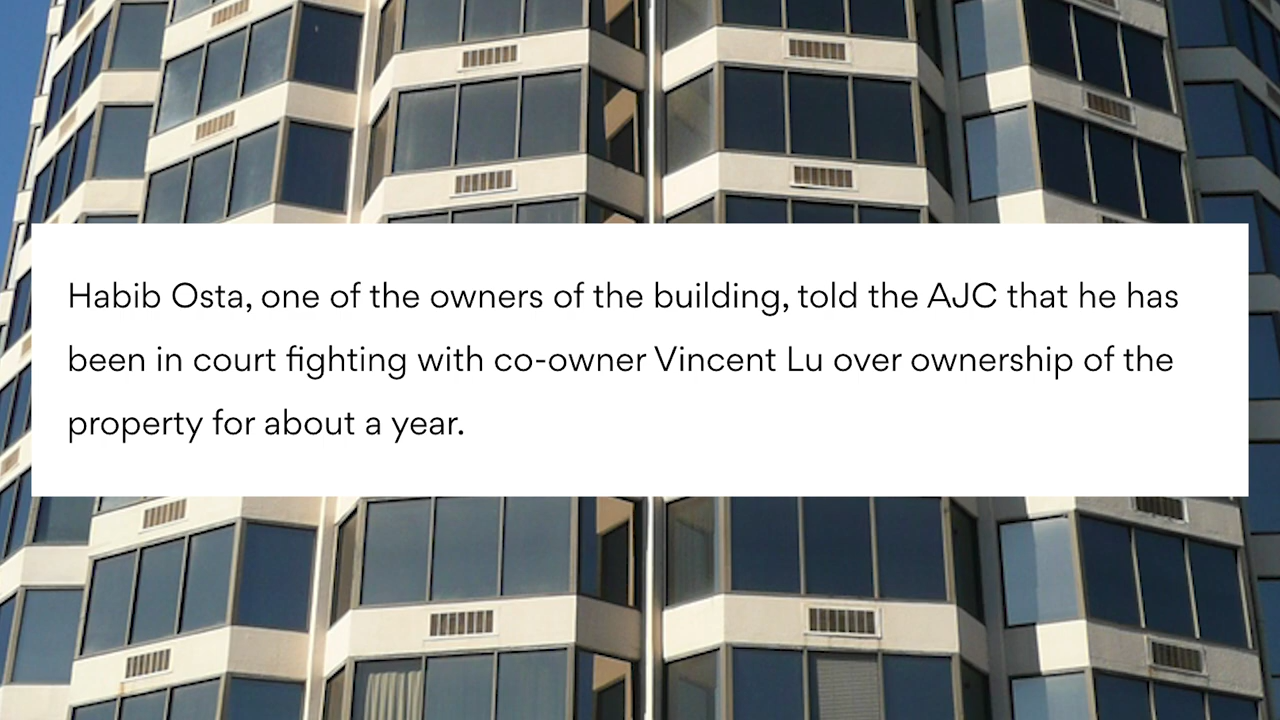 Habib Osta, one of the owners of the building, told the AJC that he has
been in court fighting with co-owner Vincent Lu over ownership of the
property for about a year.